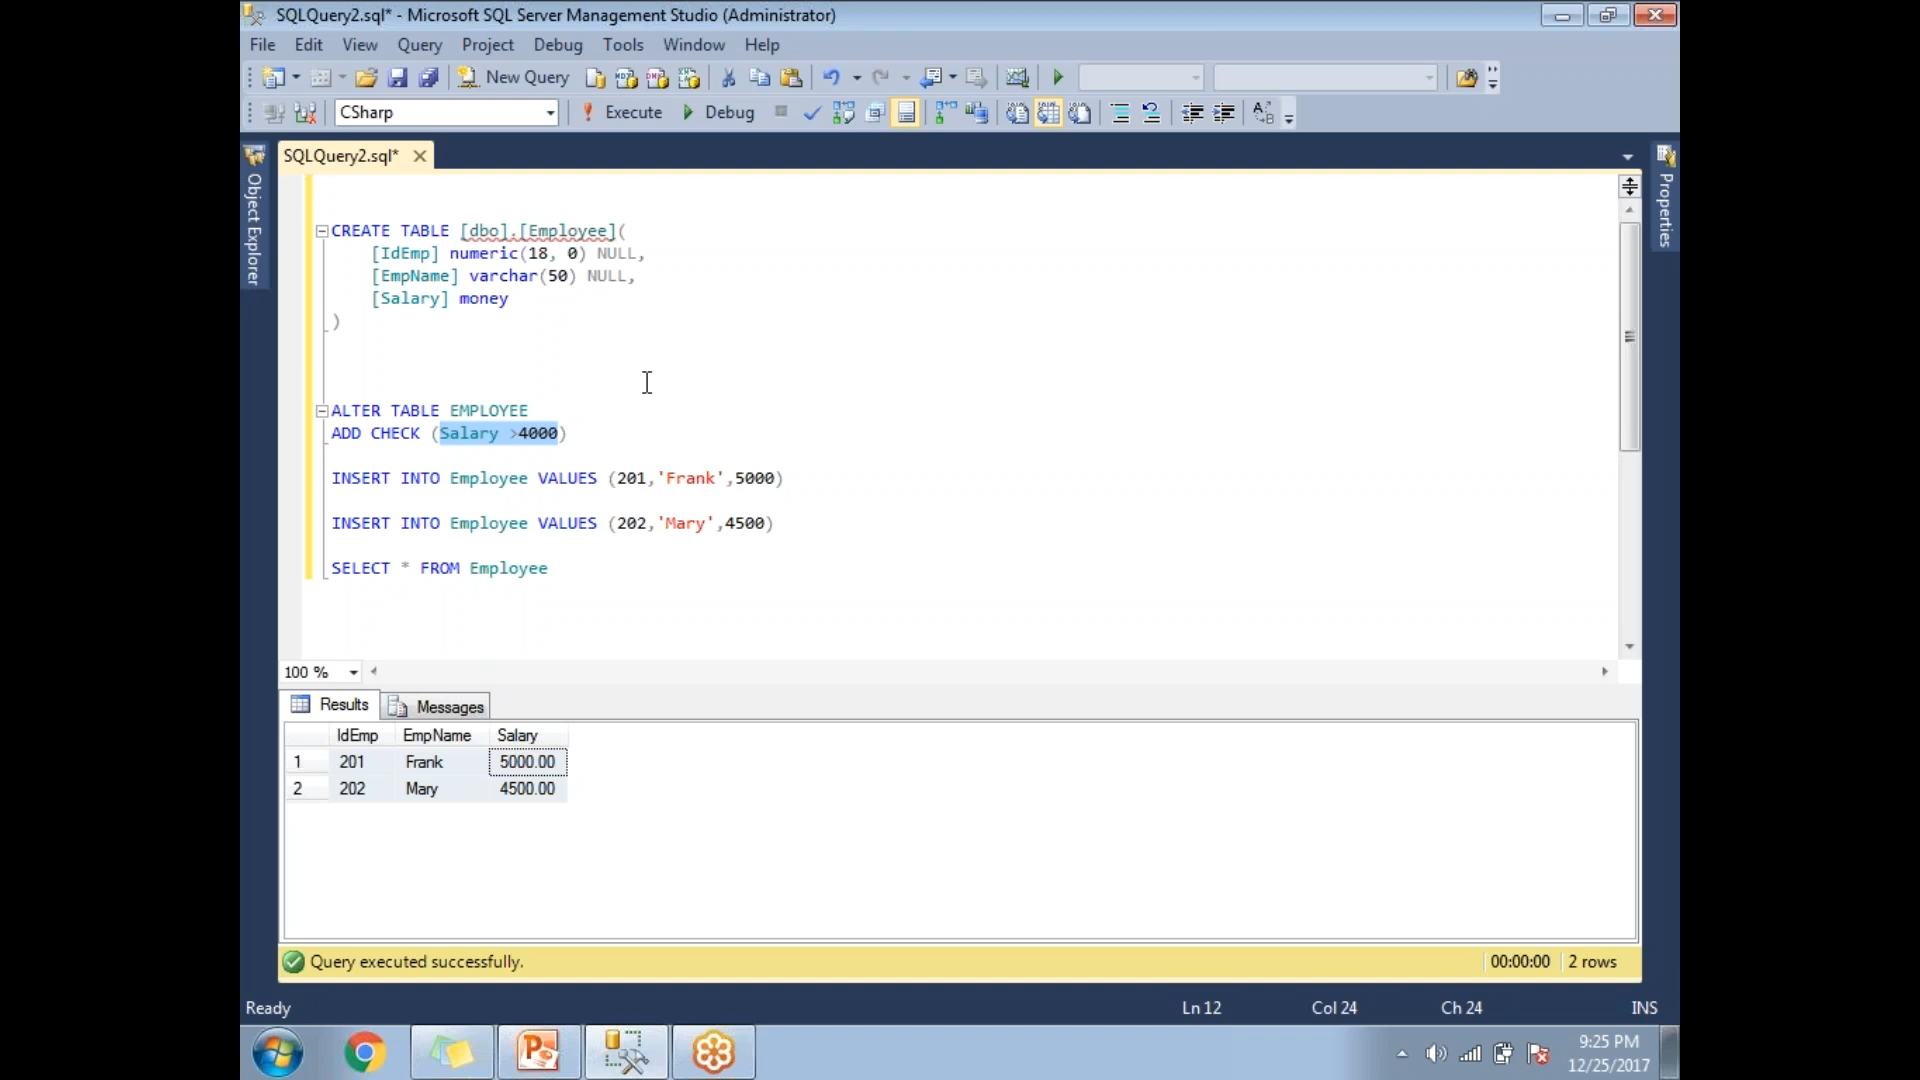 SQLQuery2.sql* - Microsoft SQL Server Management Studio (Administrator)
File Edit View Query Project Debug Tools Window Help
New Query
CSharp Execute Debug
SQLQuery2.sql*
Object Explorer
Properties
CREATE TABLE [dbo].[Employee](
[IdEmp] numeric(18, 0) NULL,
[EmpName] varchar(50) NULL,
[Salary] money
)
ALTER TABLE EMPLOYEE
ADD CHECK (Salary >4000)
INSERT INTO Employee VALUES (201,'Frank',5000)
INSERT INTO Employee VALUES (202,'Mary',4500)
SELECT * FROM Employee
100 %
Results Messages
IdEmp EmpName Salary
1 201 Frank 5000.00
2 202 Mary 4500.00
Query executed successfully. 00:00:00 2 rows
Ready Ln 12 Col 24 Ch 24 INS
9:25 PM
12/25/2017